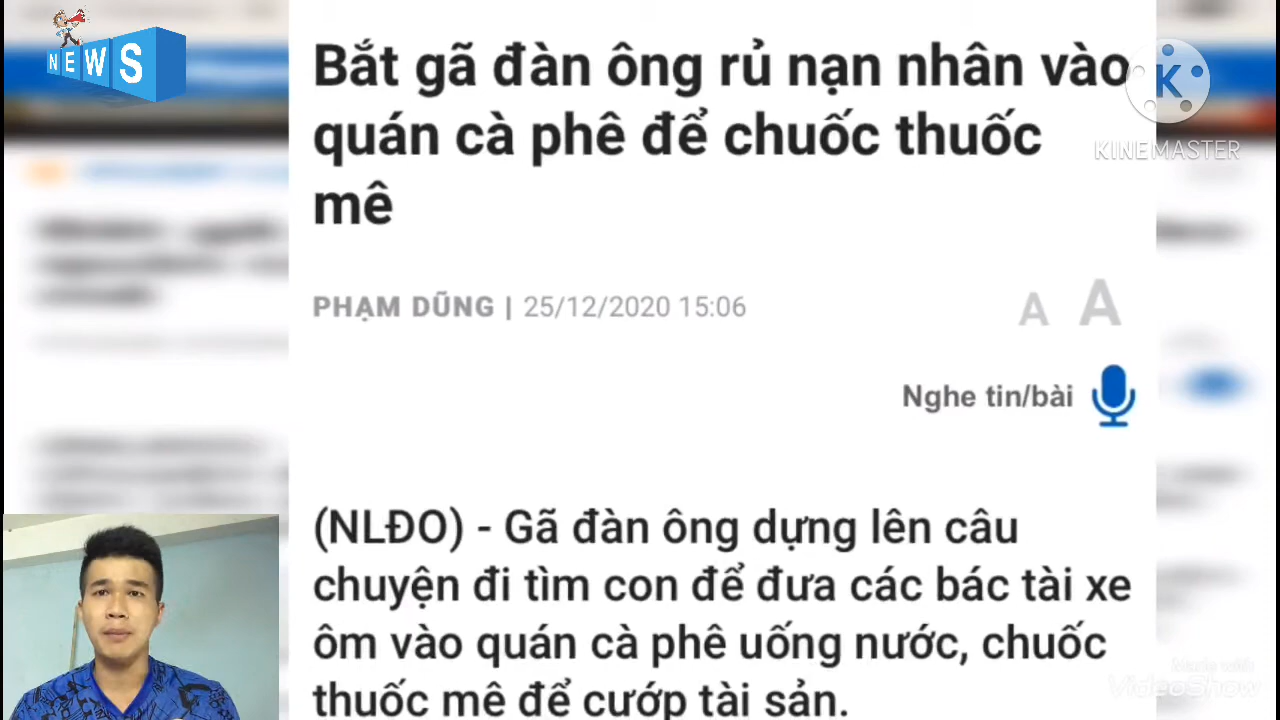 NEWS
Bắt gã đàn ông rủ nạn nhân vào
quán cà phê để chuốc thuốc
mê
K
KINEMASTER
PHẠM DŨNG | 25/12/2020 15:06
A A
Nghe tin/bài
(NLĐO) - Gã đàn ông dựng lên câu
chuyện đi tìm con để đưa các bác tài xe
ôm vào quán cà phê uống nước, chuốc
thuốc mê để cướp tài sản.
Made with
VideoShow